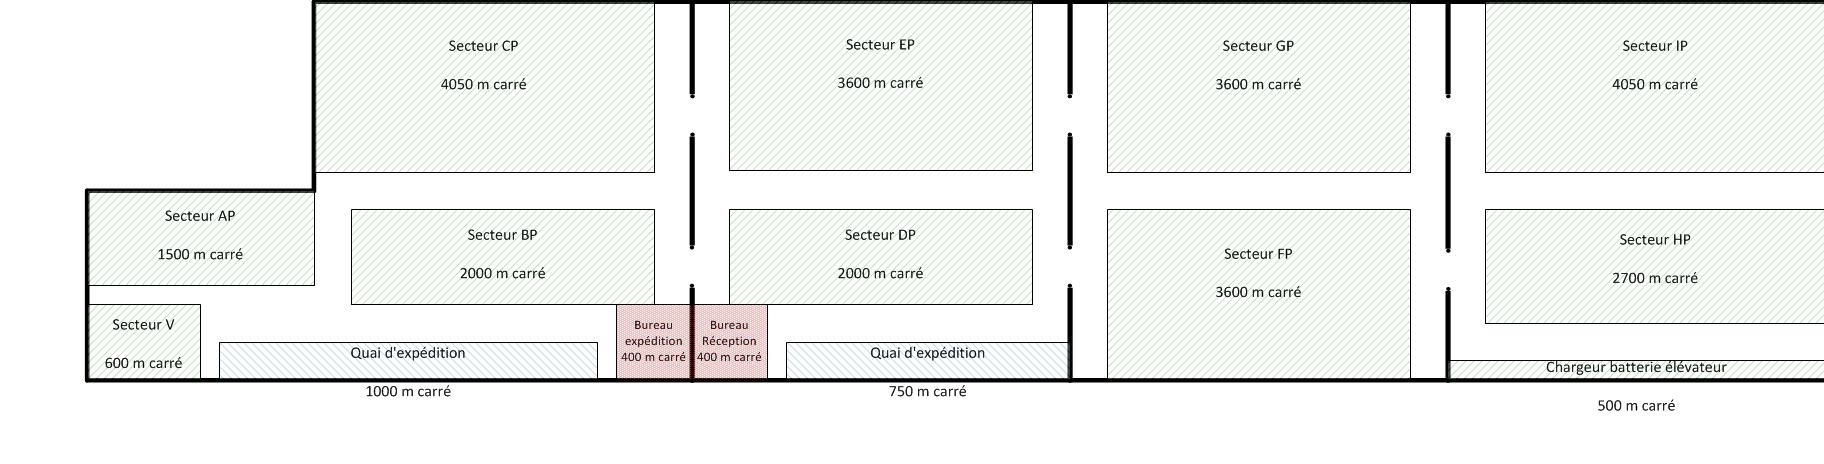 Secteur CP
4050 m carré
Secteur EP
3600 m carré
Secteur GP
3600 m carré
Secteur IP
4050 m carré
Secteur AP
1500 m carré
Secteur BP
2000 m carré
Secteur DP
2000 m carré
Secteur FP
3600 m carré
Secteur HP
2700 m carré
Secteur V
600 m carré
Quai d'expédition
1000 m carré
Bureau
expédition
400 m carré
Bureau
Réception
400 m carré
Quai d'expédition
750 m carré
Chargeur batterie élévateur
500 m carré